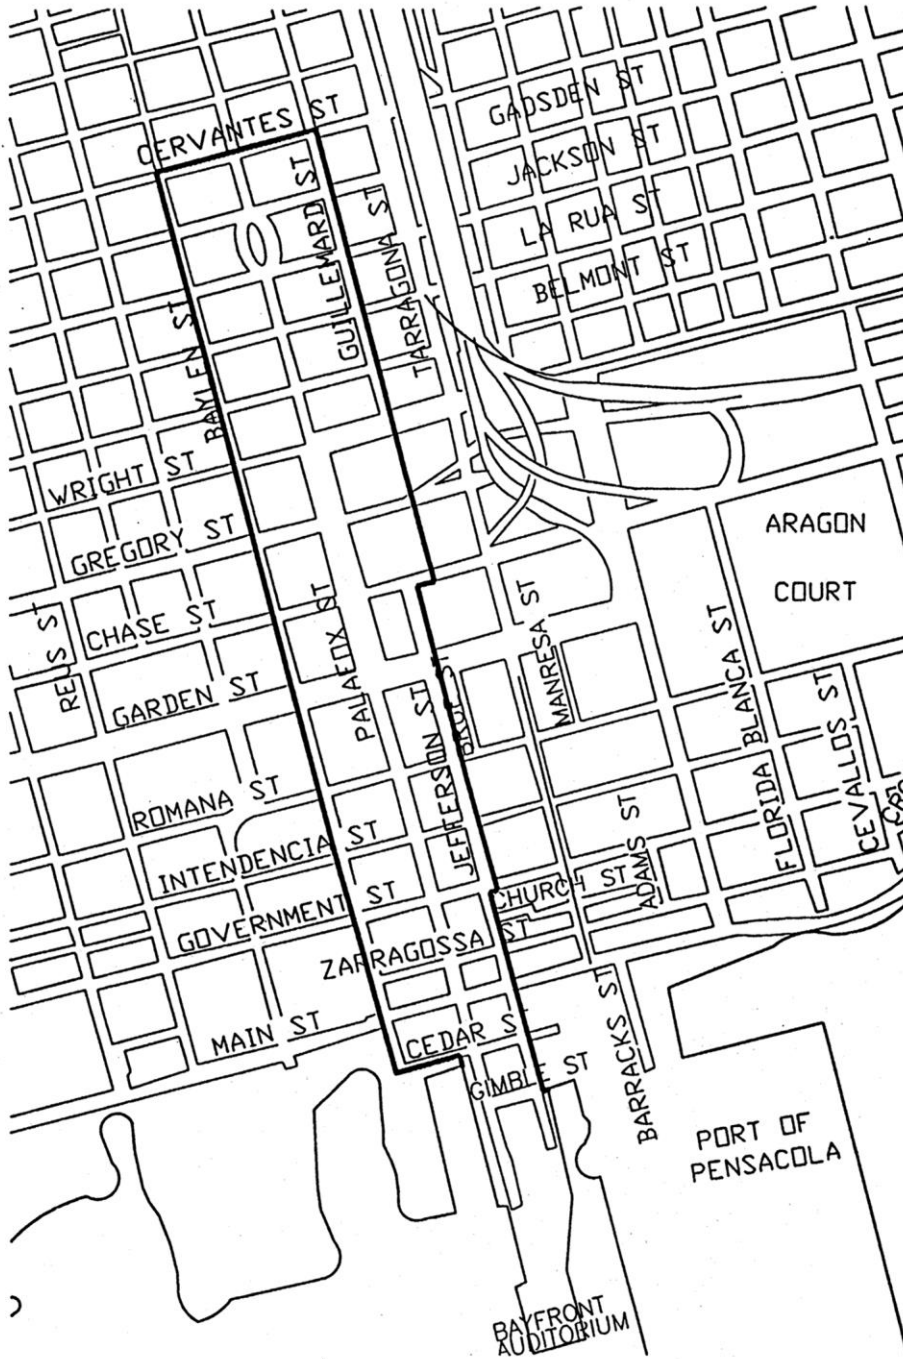 GADSDEN ST
CERVANTES ST
JACKSON ST
LA RUA ST
BELMONT ST
GUILLEMARD ST
TARRAGONA ST
BAYLEN ST
WRIGHT ST
GREGORY ST
ARAGON
COURT
CHASE ST
REUS ST
PALAFOX ST
MANRESA ST
BLANCA ST
GARDEN ST
JEFFERSON ST
CEVALLOS ST
ROMANA ST
FLORIDA
INTENDENCIA ST
ADAMS ST
CHURCH ST
GOVERNMENT ST
ZARRAGOSSA ST
MAIN ST
CEDAR ST
GIMBLE ST
BARRACKS ST
PORT OF
PENSACOLA
BAYFRONT
AUDITORIUM